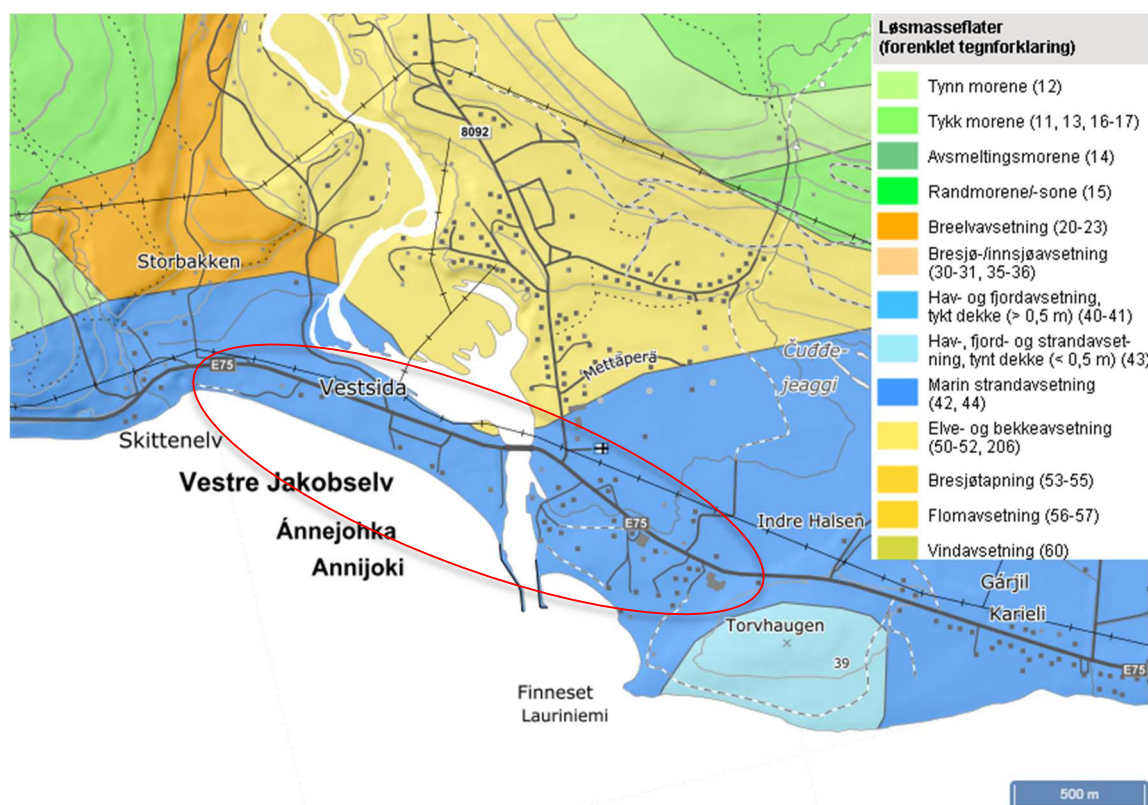 8092
Storbakken
E75
Vestsida
Skittenelv
Vestre Jakobselv
Ánnejohka
Annijoki
Mettäperä
Čuđđe-
jeaggi
E75
Indre Halsen
Gárjil
Karieli
E75
Torvhaugen
39
Finneset
Lauriniemi
500 m
Løsmasseflater
(forenklet tegnforklaring)
Tynn morene (12)
Tykk morene (11, 13, 16-17)
Avsmeltingsmorene (14)
Randmorene/-sone (15)
Breelvavsetning (20-23)
Bresjø-/innsjøavsetning
(30-31, 35-36)
Hav- og fjordavsetning,
tykt dekke (> 0,5 m) (40-41)
Hav-, fjord- og strandavset-
ning, tynt dekke (< 0,5 m) (43)
Marin strandavsetning
(42, 44)
Elve- og bekkeavsetning
(50-52, 206)
Bresjøtapning (53-55)
Flomavsetning (56-57)
Vindavsetning (60)